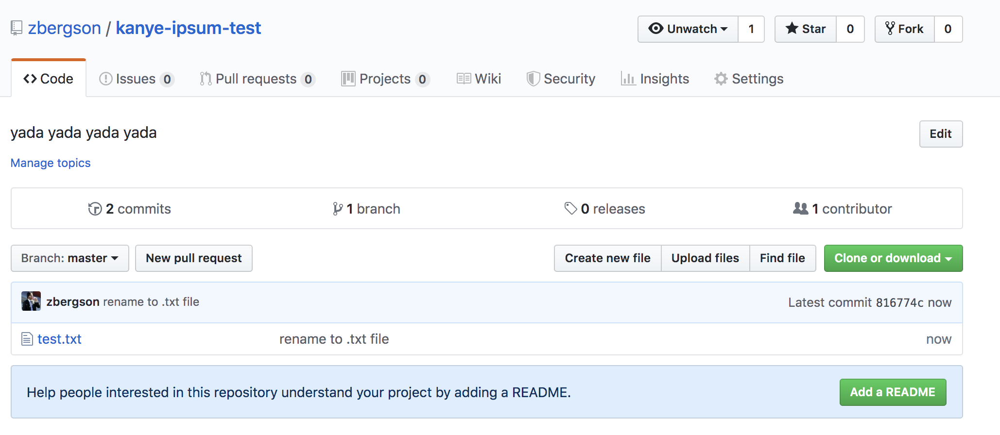 zbergson / kanye-ipsum-test
Unwatch 1 Star 0 Fork 0
Code Issues 0 Pull requests 0 Projects 0 Wiki Security Insights Settings
yada yada yada yada
Edit
Manage topics
2 commits 1 branch 0 releases 1 contributor
Branch: master New pull request Create new file Upload files Find file Clone or download
zbergson rename to .txt file Latest commit 816774c now
test.txt rename to .txt file now
Help people interested in this repository understand your project by adding a README. Add a README